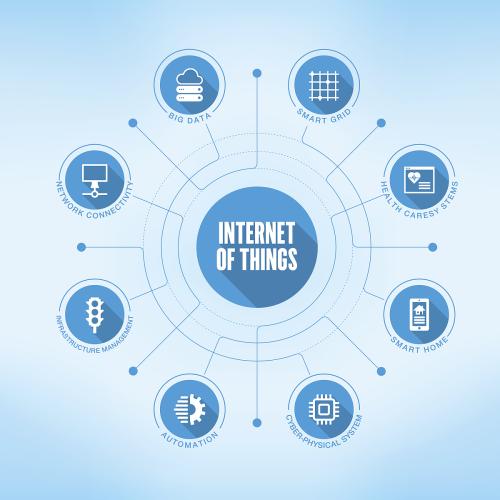 BIG DATA
SMART GRID
NETWORK CONNECTIVITY
HEALTH CARESY STEMS
INTERNET
OF THINGS
INFRASTRUCTURE MANAGEMENT
SMART HOME
AUTOMATION
CYBER-PHYSICAL SYSTEM